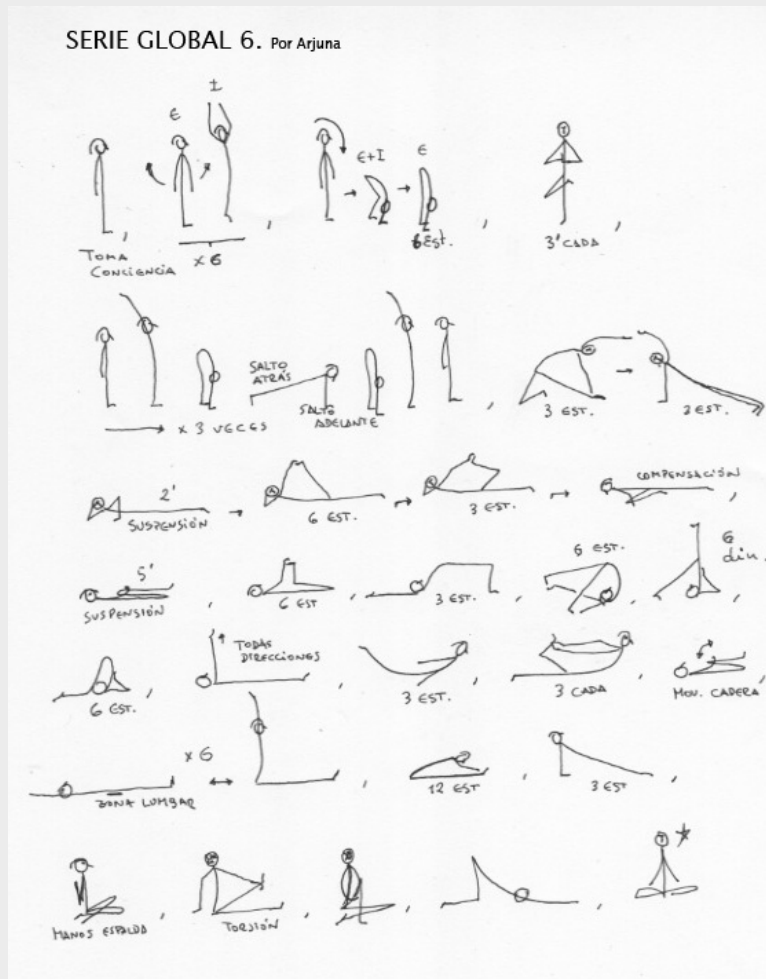 SERIE GLOBAL 6. Por Arjuna
I
E
E+I
E
6 EST.
3' CADA
TOMA
CONCIENCIA
x 6
SALTO
ATRÁS
SALTO
ADELANTE
x 3 VECES
3 EST.
3 EST.
2'
SUSPENSIÓN
6 EST.
3 EST.
COMPENSACIÓN
5'
SUSPENSIÓN
6 EST
3 EST.
6 EST.
6
din.
6 EST.
TODAS
DIRECCIONES
3 EST.
3 CADA
MOV. CADERA
x 6
ZONA LUMBAR
12 EST
3 EST
MANOS ESPALDA
TORSIÓN